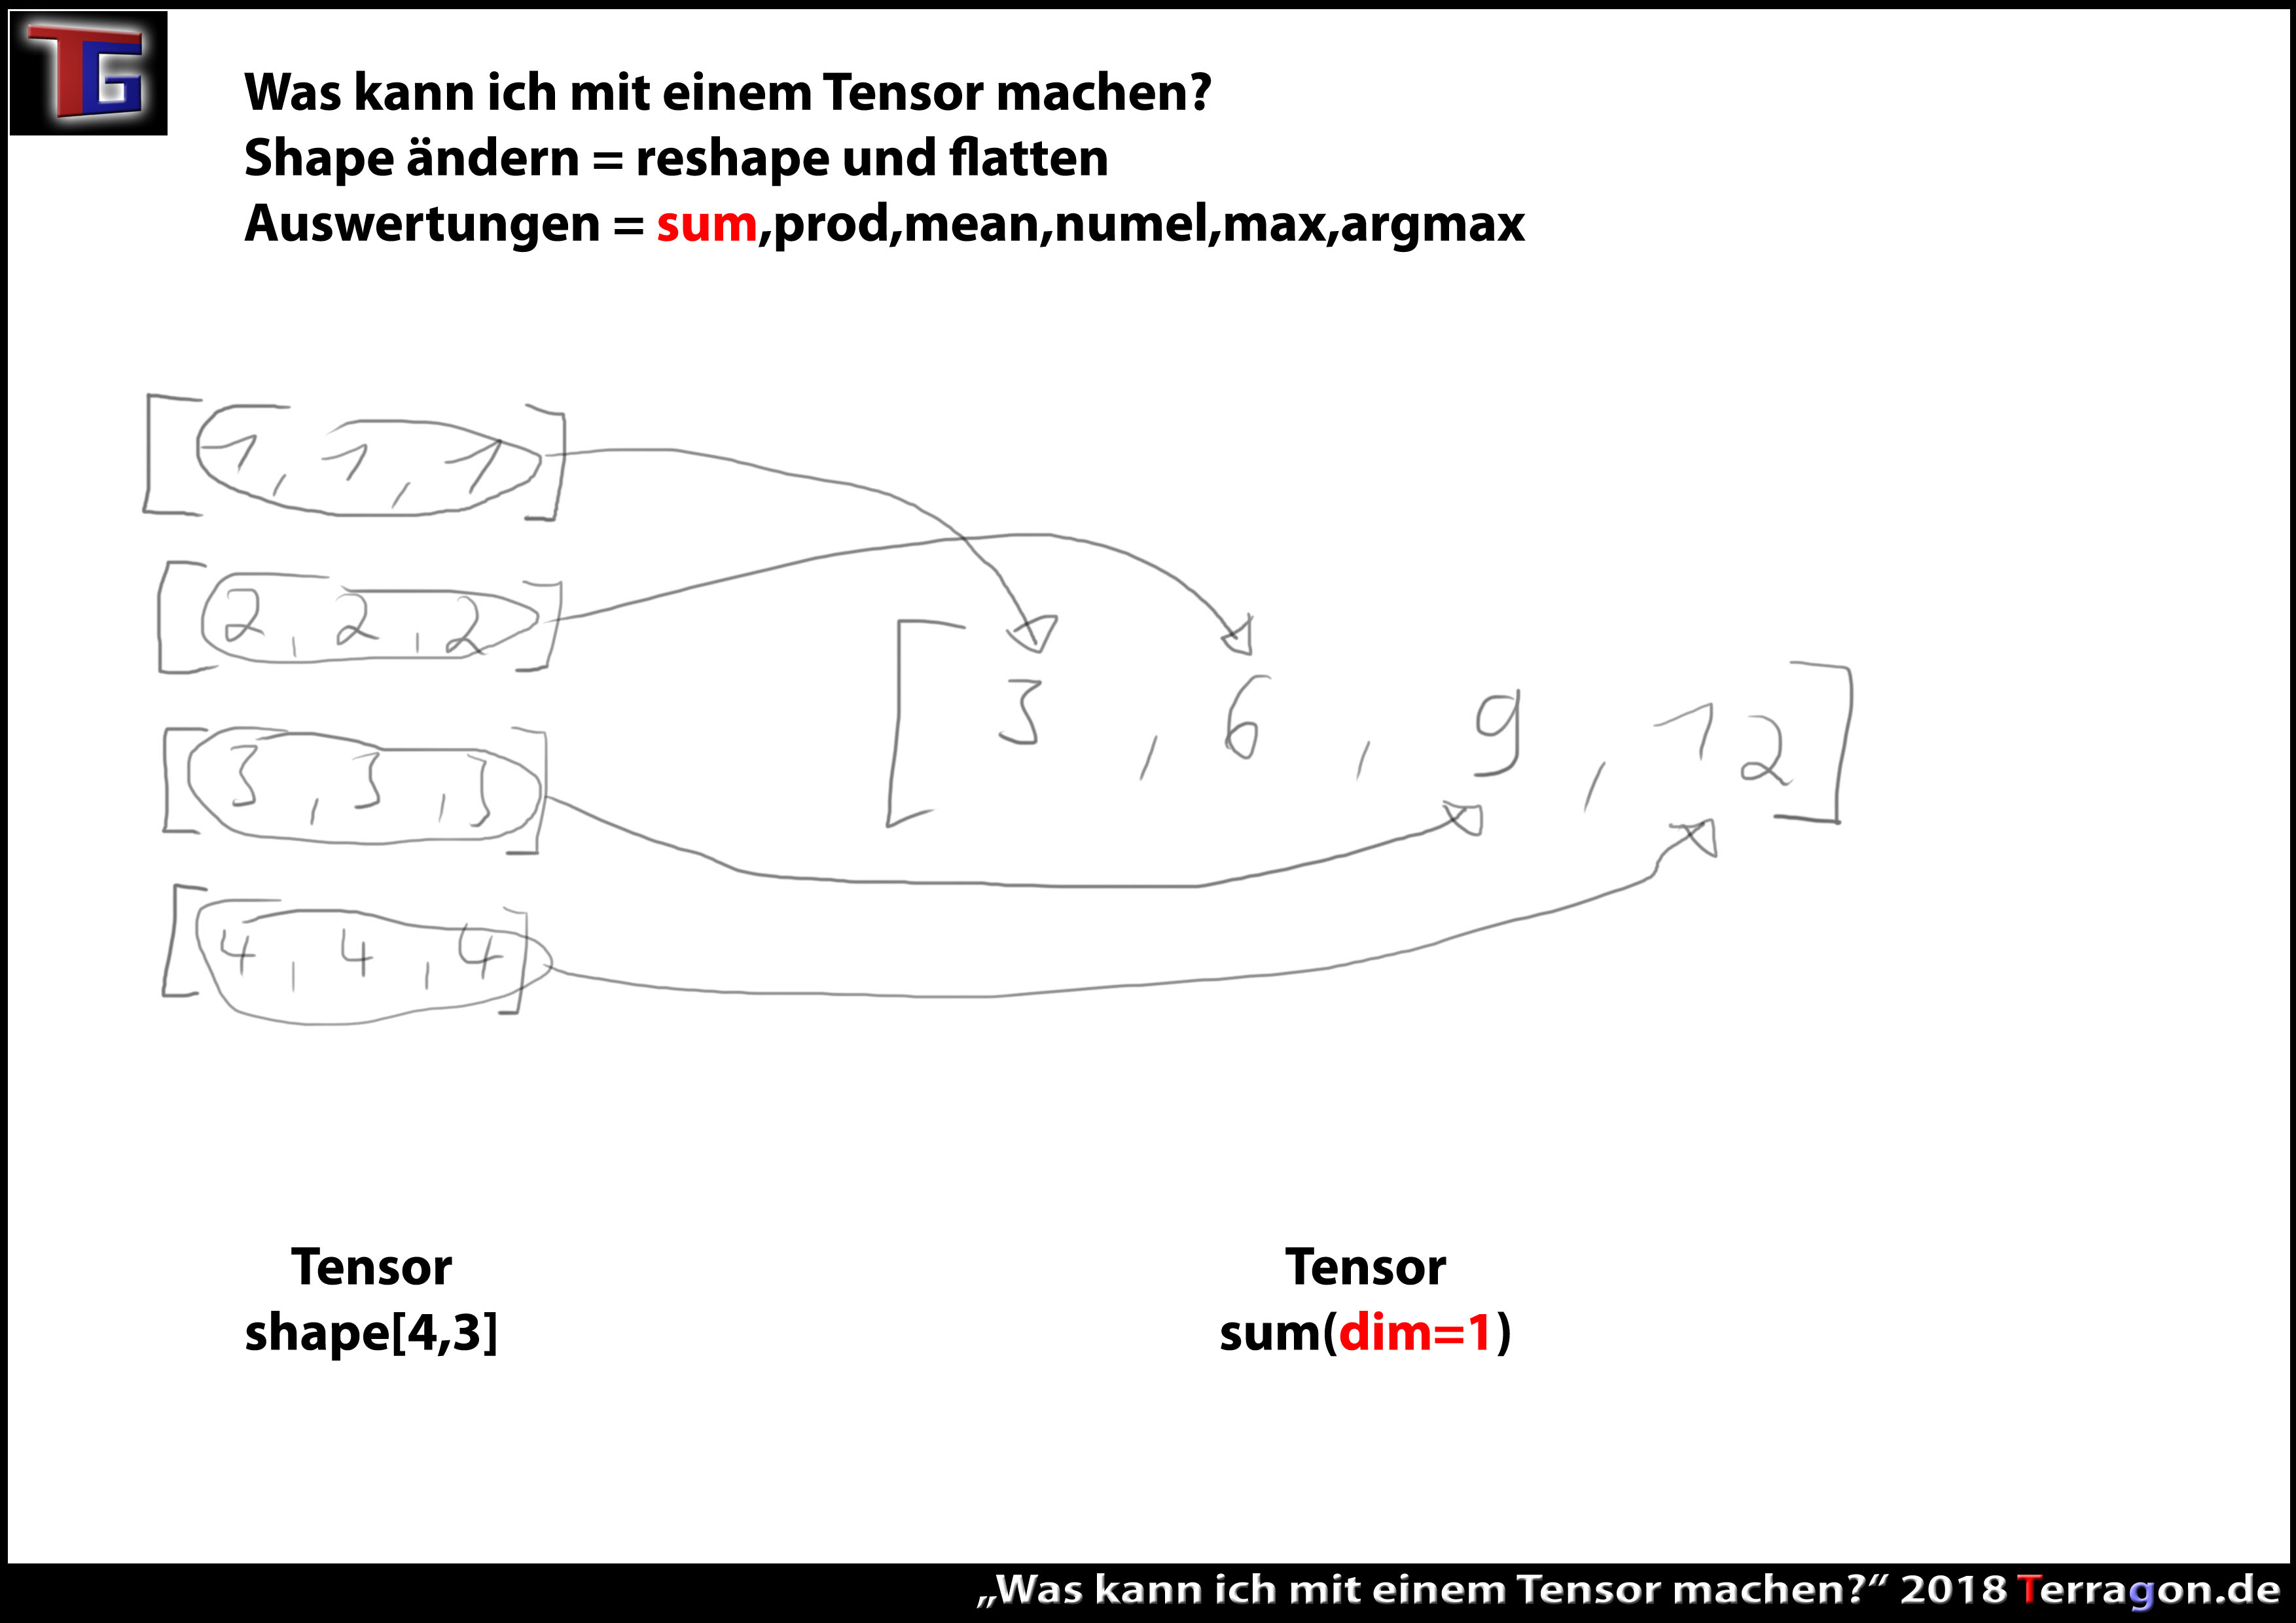 TG
Was kann ich mit einem Tensor machen?
Shape ändern = reshape und flatten
Auswertungen = sum,prod,mean,numel,max,argmax
[1,1,1]
[2,2,2]
[3,3,3]
[4,4,4]
[3,6,9,12]
Tensor
shape[4,3]
Tensor
sum(dim=1)
„Was kann ich mit einem Tensor machen?“ 2018 Terragon.de